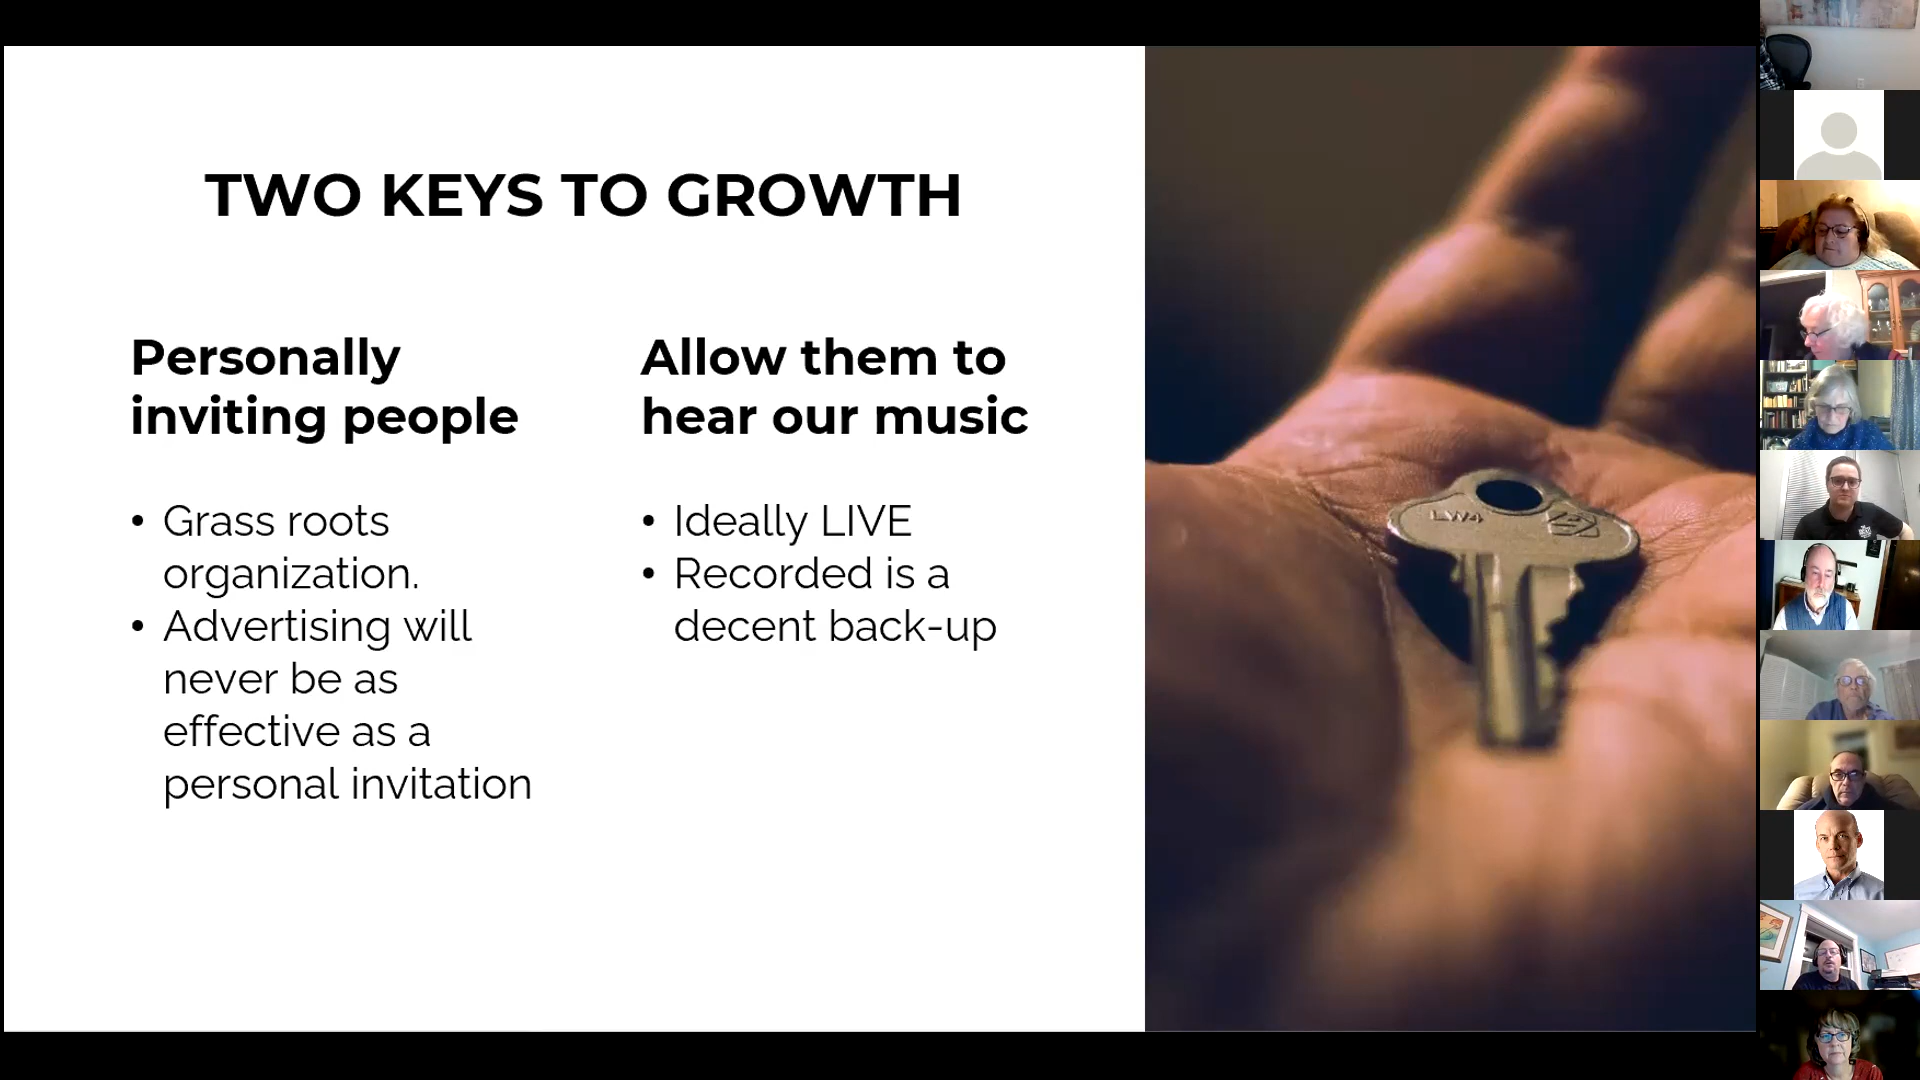 TWO KEYS TO GROWTH
Personally
inviting people
• Grass roots
organization.
• Advertising will
never be as
effective as a
personal invitation
Allow them to
hear our music
• Ideally LIVE
• Recorded is a
decent back-up
LW4